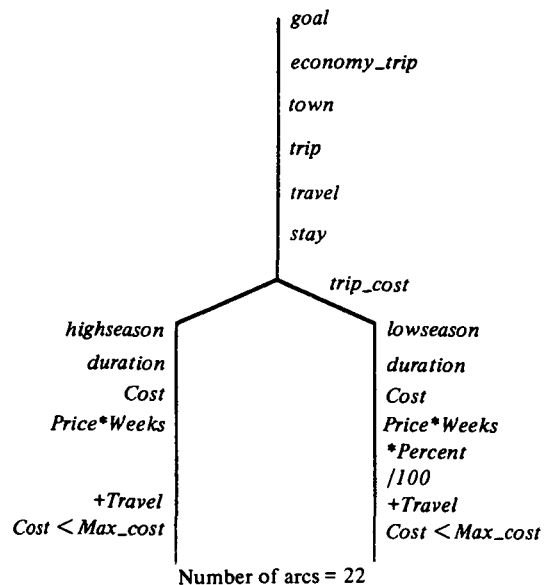 goal
economy_trip
town
trip
travel
stay
trip_cost
highseason
duration
Cost
Price*Weeks
+Travel
Cost < Max_cost
lowseason
duration
Cost
Price*Weeks
*Percent
/100
+Travel
Cost < Max_cost
Number of arcs = 22